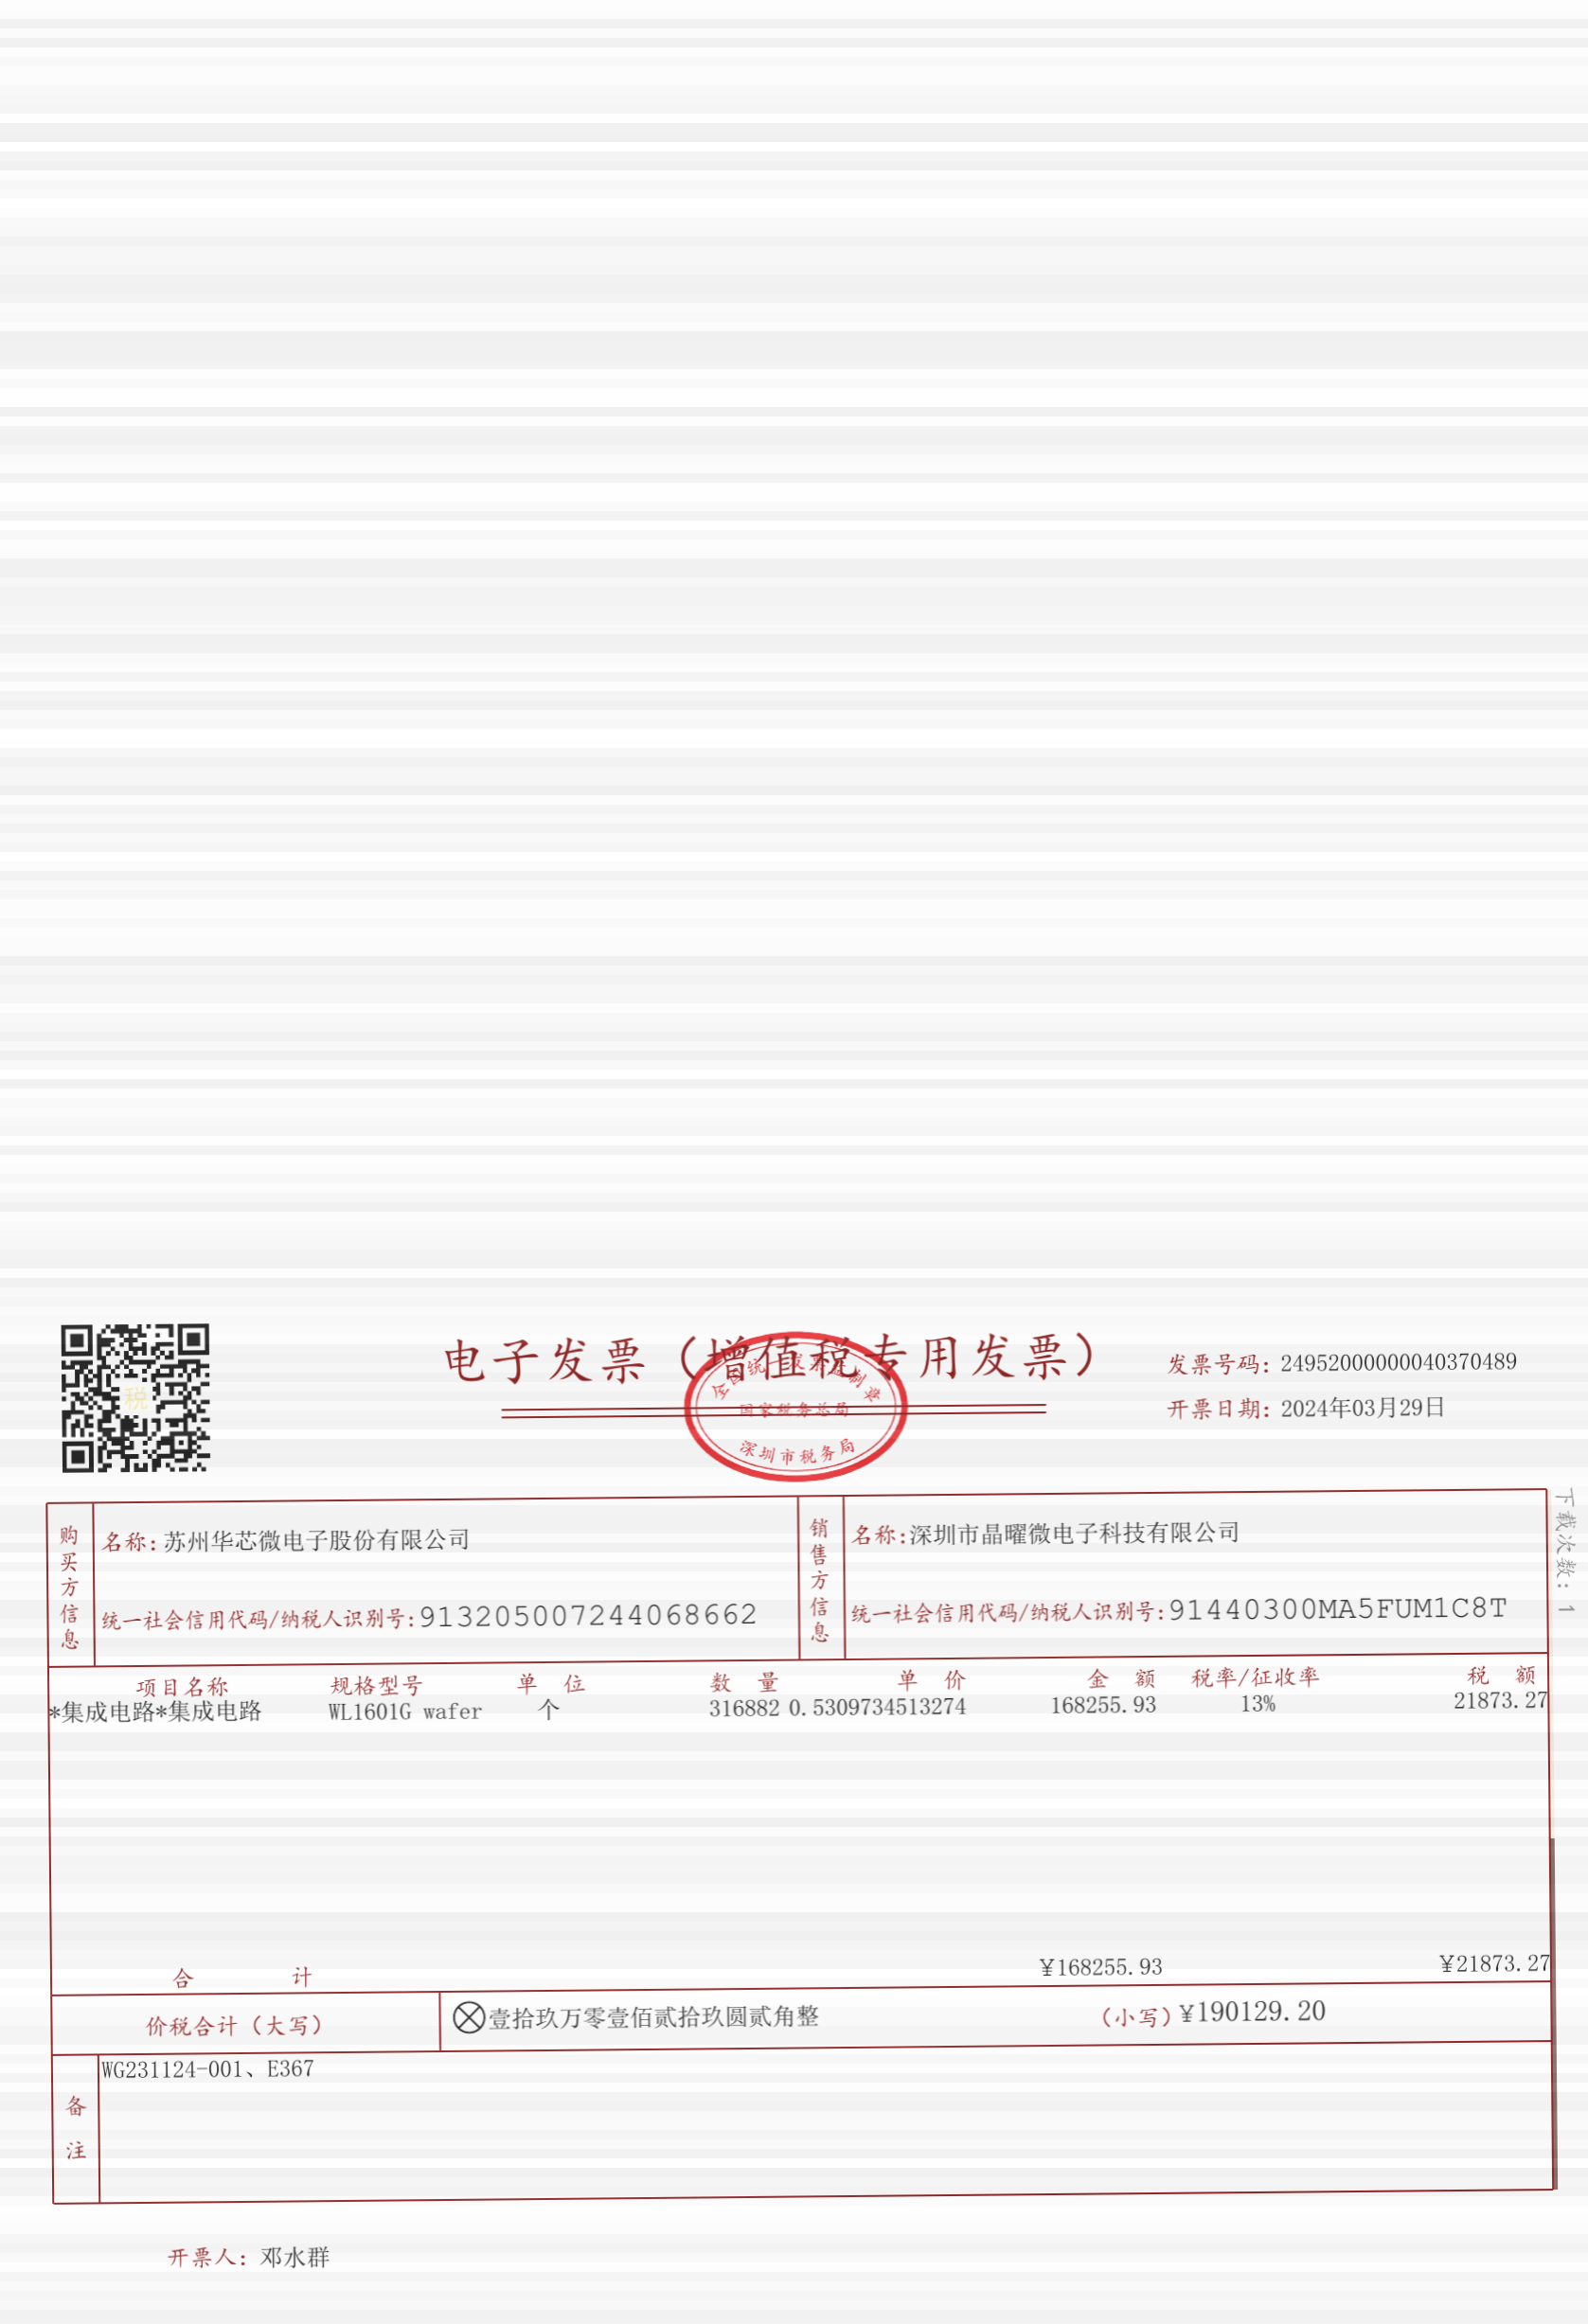 电子发票（增值税专用发票）
发票号码: 24952000000040370489
开票日期: 2024年03月29日
税
全国统一发票监制章
国家税务总局
深圳市税务局
下载次数: 1
购买方信息
名称: 苏州华芯微电子股份有限公司
统一社会信用代码/纳税人识别号: 913205007244068662
销售方信息
名称: 深圳市晶曜微电子科技有限公司
统一社会信用代码/纳税人识别号: 91440300MA5FUM1C8T
项目名称 规格型号 单位 数量 单价 金额 税率/征收率 税额
*集成电路*集成电路 WL1601G wafer 个 316882 0.5309734513274 168255.93 13% 21873.27
合计 ¥168255.93 ¥21873.27
价税合计（大写） ⊗壹拾玖万零壹佰贰拾玖圆贰角整 （小写）¥190129.20
备注
WG231124-001、E367
开票人: 邓水群